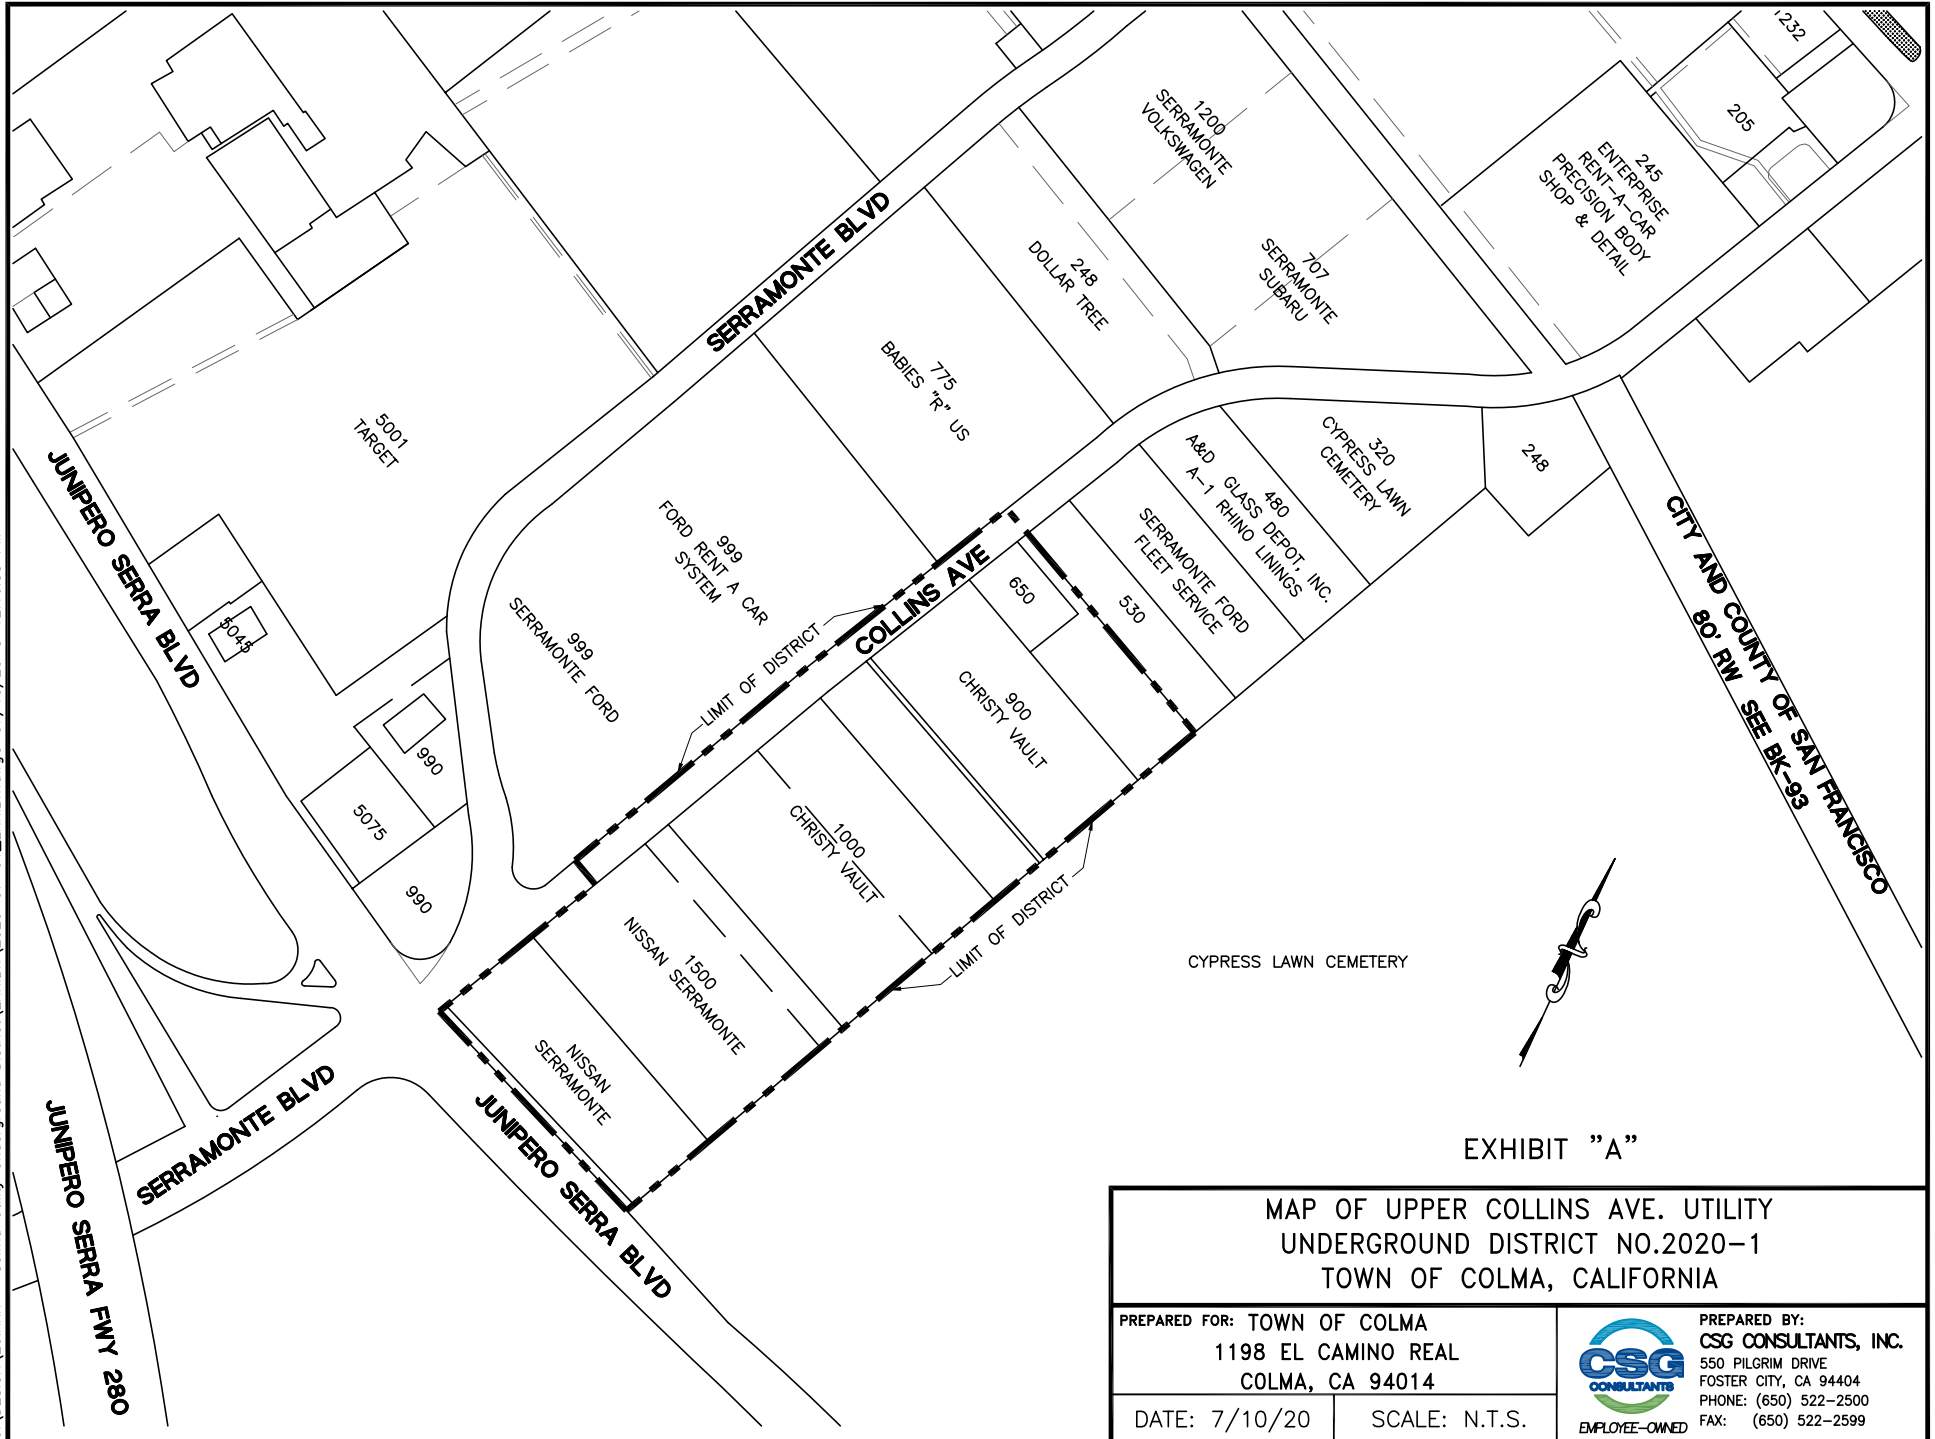 1232
205
245
ENTERPRISE
RENT-A-CAR
PRECISION BODY
SHOP & DETAIL
1200
SERRAMONTE
VOLKSWAGEN
707
SERRAMONTE
SUBARU
248
DOLLAR TREE
SERRAMONTE BLVD
775
BABIES "R" US
5001
TARGET
JUNIPERO SERRA BLVD
999
FORD RENT A CAR
SYSTEM
999
SERRAMONTE FORD
LIMIT OF DISTRICT
COLLINS AVE
320
CYPRESS LAWN
CEMETERY
248
480
A&D GLASS DEPOT, INC.
A-1 RHINO LININGS
SERRAMONTE FORD
FLEET SERVICE
530
650
900
CHRISTY VAULT
1000
CHRISTY VAULT
1500
NISSAN SERRAMONTE
NISSAN
SERRAMONTE
5045
990
5075
990
LIMIT OF DISTRICT
CYPRESS LAWN CEMETERY
CITY AND COUNTY OF SAN FRANCISCO
80' RW SEE BK-93
SERRAMONTE BLVD
JUNIPERO SERRA BLVD
JUNIPERO SERRA FWY 280
EXHIBIT "A"
MAP OF UPPER COLLINS AVE. UTILITY
UNDERGROUND DISTRICT NO.2020-1
TOWN OF COLMA, CALIFORNIA
PREPARED FOR: TOWN OF COLMA
1198 EL CAMINO REAL
COLMA, CA 94014
DATE: 7/10/20
SCALE: N.T.S.
CSG
CONSULTANTS
EMPLOYEE-OWNED
PREPARED BY:
CSG CONSULTANTS, INC.
550 PILGRIM DRIVE
FOSTER CITY, CA 94404
PHONE: (650) 522-2500
FAX: (650) 522-2599